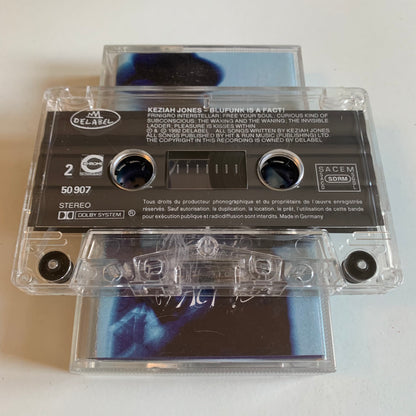 DELABEL
KEZIAH JONES - BLUFUNK IS A FACT!
FRINIGRO INTERSTELLAR; FREE YOUR SOUL; CURIOUS KIND OF
SUBCONSCIOUS: THE WAXING AND THE WANING; THE INVISIBLE
LADDER; PLEASURE IS KISSES WITHIN.
℗ & © 1992 DELABEL - ALL SONGS WRITTEN BY KEZIAH JONES
ALL SONGS PUBLISHED BY HIT & RUN MUSIC (PUBLISHING) LTD.
THE COPYRIGHT IN THIS RECORDING IS OWNED BY DELABEL
2
CHROME
50 907
STEREO
DOLBY SYSTEM
SACEM
SDRM
Tous droits du producteur phonographique et du propriétaire de l'œuvre enregistrée
réservés. Sauf autorisation, la duplication, la location, le prêt, l'utilisation de cette bande
pour exécution publique et radiodiffusion sont interdits. Made in Germany